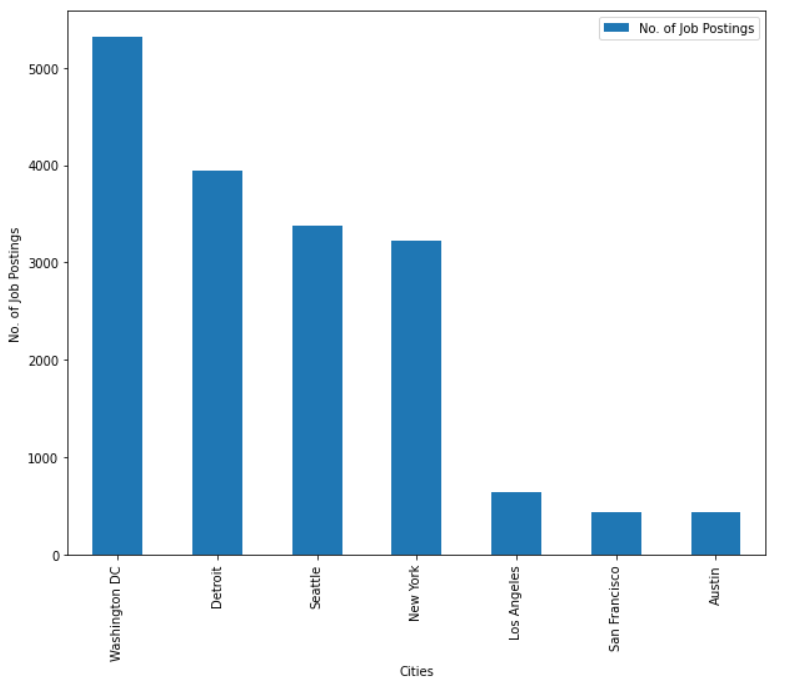 No. of Job Postings
No. of Job Postings
5000
4000
3000
2000
1000
0
Washington DC
Detroit
Seattle
New York
Los Angeles
San Francisco
Austin
Cities